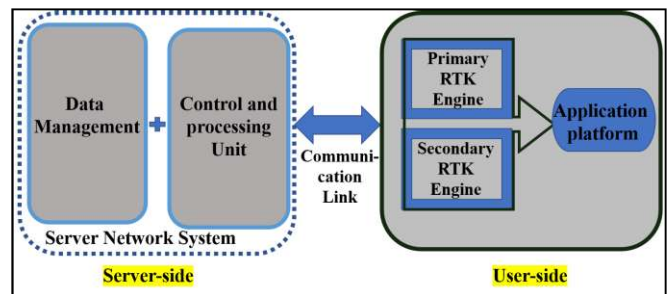 Data
Management
+
Control and
processing
Unit
Server Network System
Server-side
Communi-
cation
Link
Primary
RTK
Engine
Secondary
RTK
Engine
Application
platform
User-side